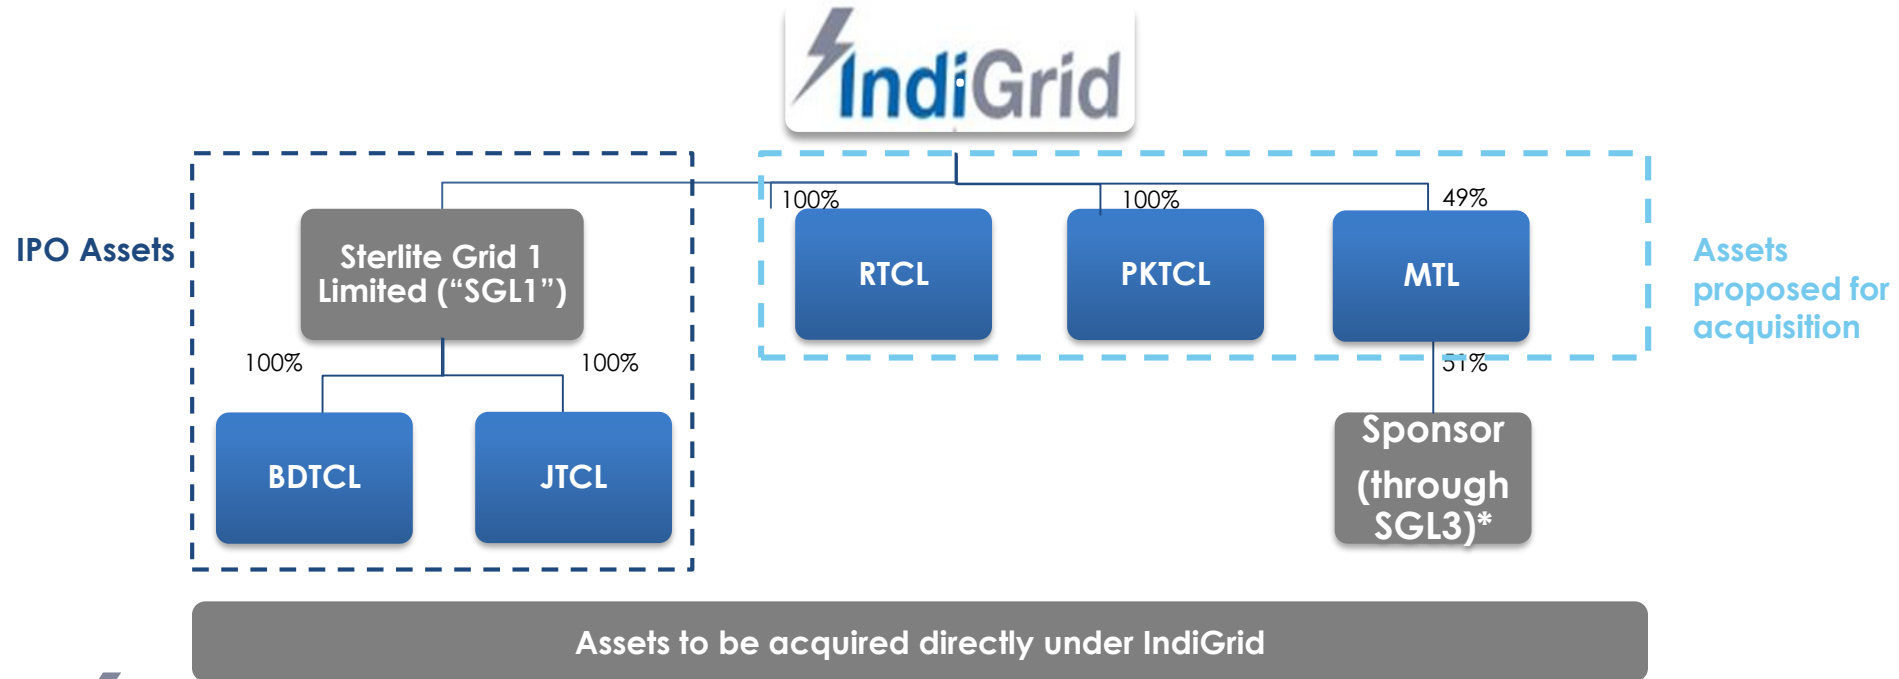 IndiGrid
100%
100%
49%
IPO Assets
Sterlite Grid 1
Limited (“SGL1”)
RTCL
PKTCL
MTL
Assets
proposed for
acquisition
100%
100%
51%
BDTCL
JTCL
Sponsor
(through
SGL3)*
Assets to be acquired directly under IndiGrid